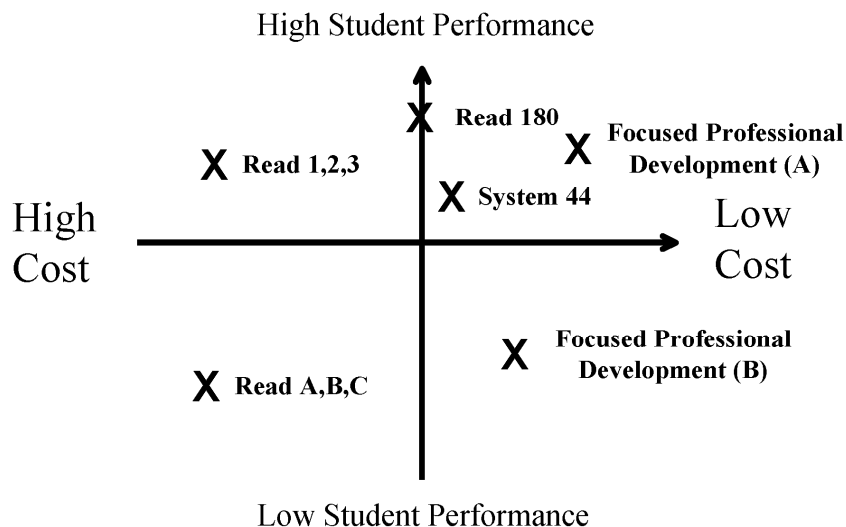 High Student Performance
Read 180
Focused Professional
Development (A)
X Read 1,2,3
System 44
High
Cost
Low
Cost
Focused Professional
Development (B)
X Read A,B,C
Low Student Performance